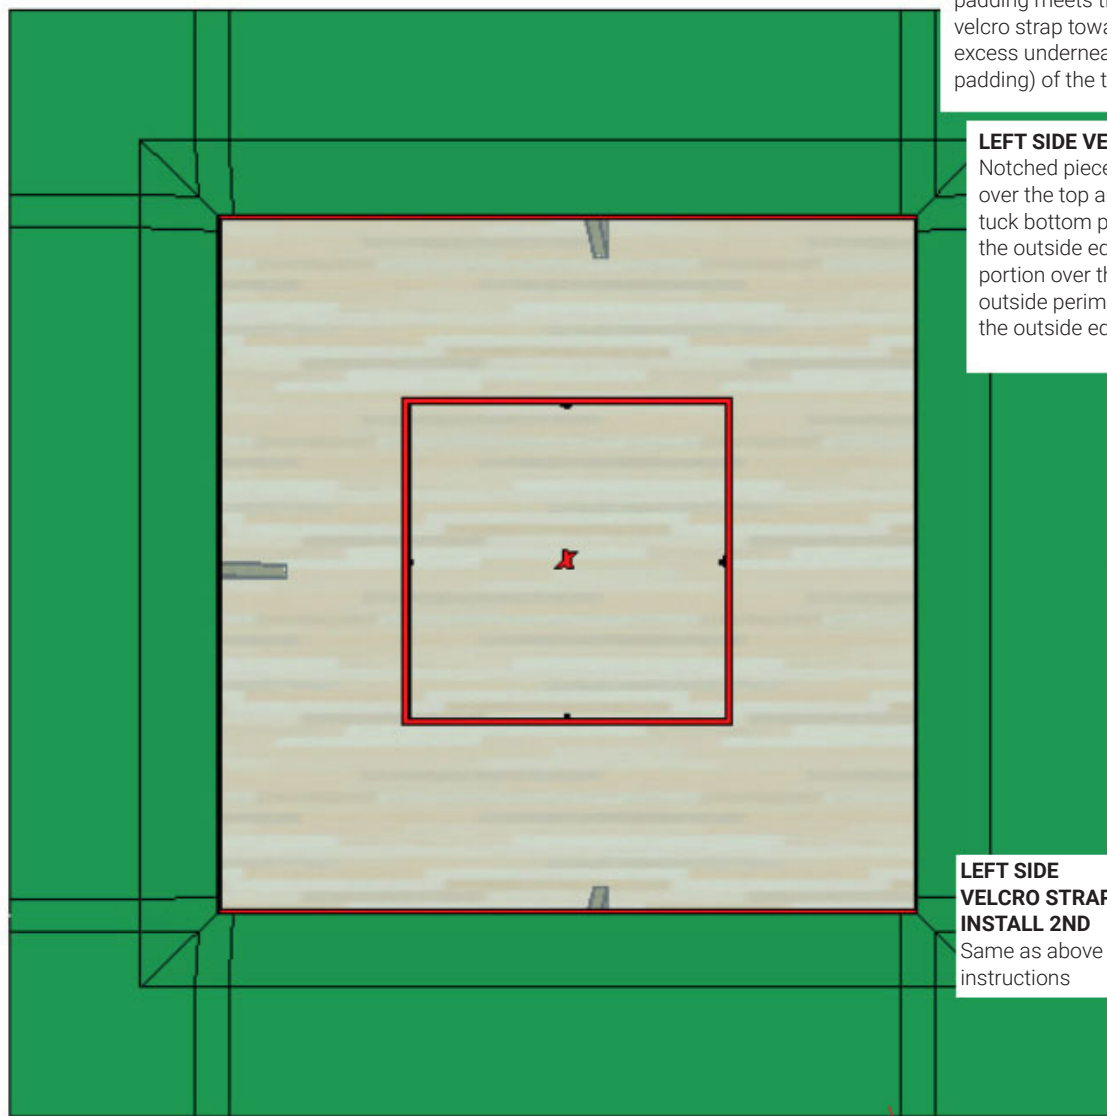 padding meets th
velcro strap towa
excess undernea
padding) of the t
LEFT SIDE VE
Notched piece
over the top a
tuck bottom p
the outside ed
portion over th
outside perim
the outside ed
LEFT SIDE
VELCRO STRAP
INSTALL 2ND
Same as above
instructions